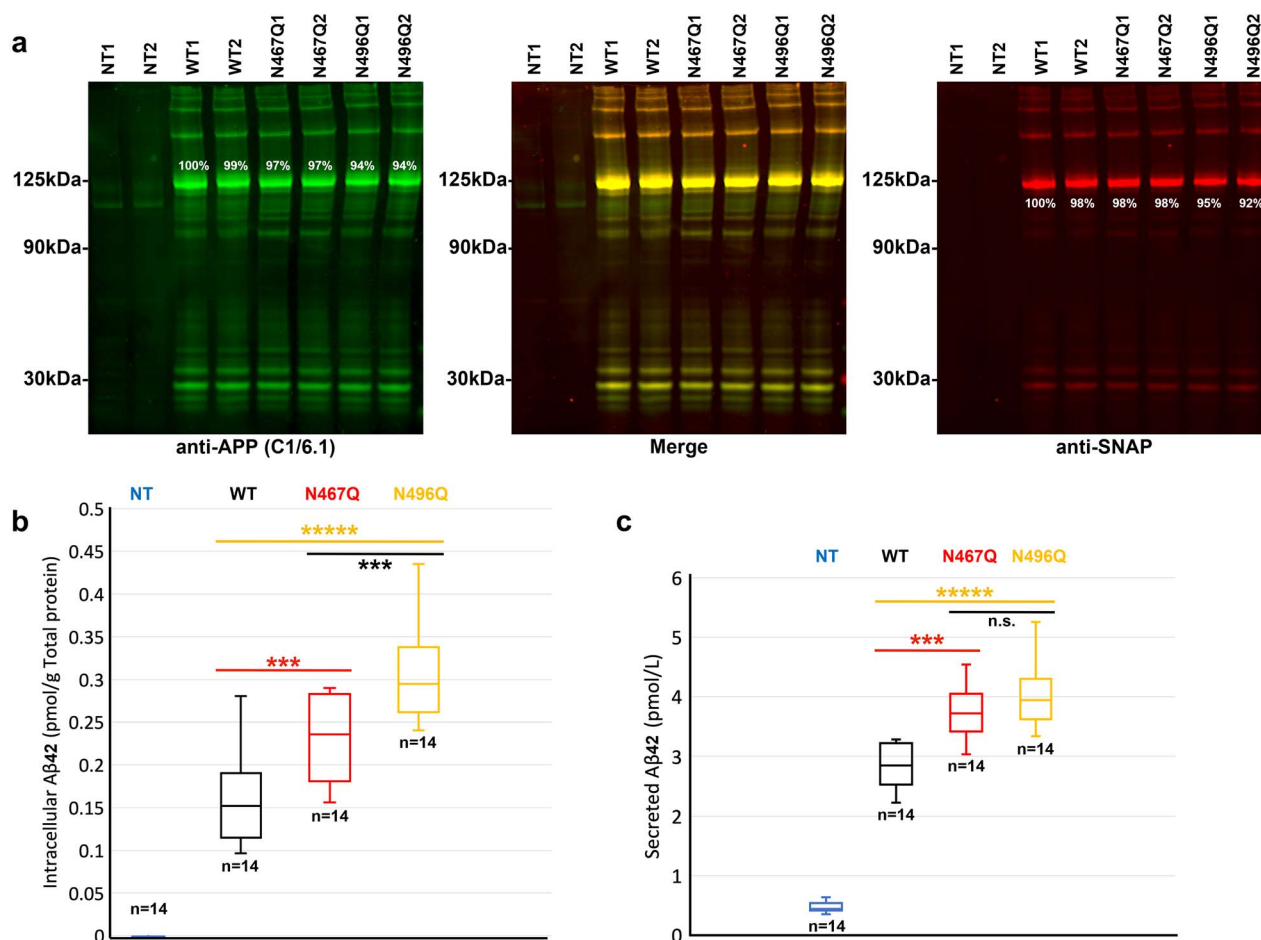 a
NT1 NT2 WT1 WT2 N467Q1 N467Q2 N496Q1 N496Q2
NT1 NT2 WT1 WT2 N467Q1 N467Q2 N496Q1 N496Q2
NT1 NT2 WT1 WT2 N467Q1 N467Q2 N496Q1 N496Q2
125kDa-
90kDa-
30kDa-
100% 99% 97% 97% 94% 94%
anti-APP (C1/6.1)
125kDa-
90kDa-
30kDa-
Merge
125kDa-
90kDa-
30kDa-
100% 98% 98% 98% 95% 92%
anti-SNAP
b
NT WT N467Q N496Q
Intracellular Aβ42 (pmol/g Total protein)
0.5
0.45
0.4
0.35
0.3
0.25
0.2
0.15
0.1
0.05
0
*****
***
***
n=14
n=14
n=14
n=14
c
NT WT N467Q N496Q
Secreted Aβ42 (pmol/L)
6
5
4
3
2
1
0
*****
n.s.
***
n=14
n=14
n=14
n=14